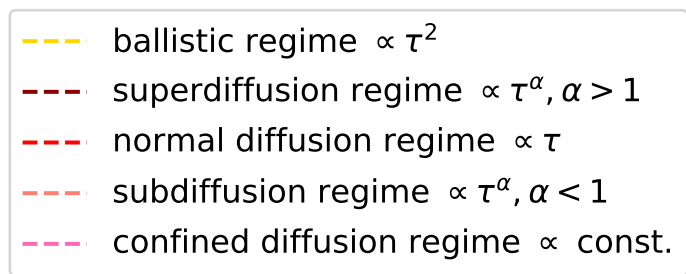 ballistic regime ∝ τ²
superdiffusion regime ∝ τ^α, α > 1
normal diffusion regime ∝ τ
subdiffusion regime ∝ τ^α, α < 1
confined diffusion regime ∝ const.